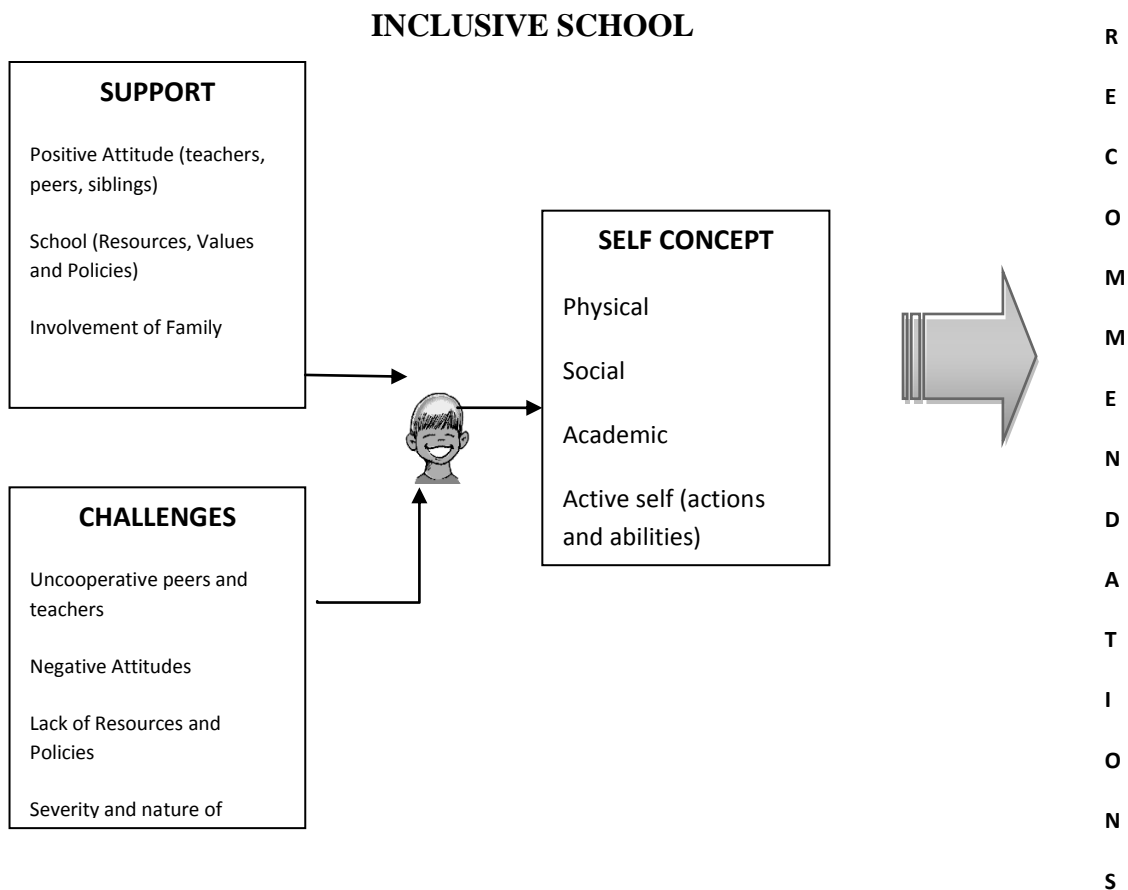 INCLUSIVE SCHOOL
SUPPORT
Positive Attitude (teachers,
peers, siblings)
School (Resources, Values
and Policies)
Involvement of Family
CHALLENGES
Uncooperative peers and
teachers
Negative Attitudes
Lack of Resources and
Policies
Severity and nature of
SELF CONCEPT
Physical
Social
Academic
Active self (actions
and abilities)
R
E
C
O
M
M
E
N
D
A
T
I
O
N
S